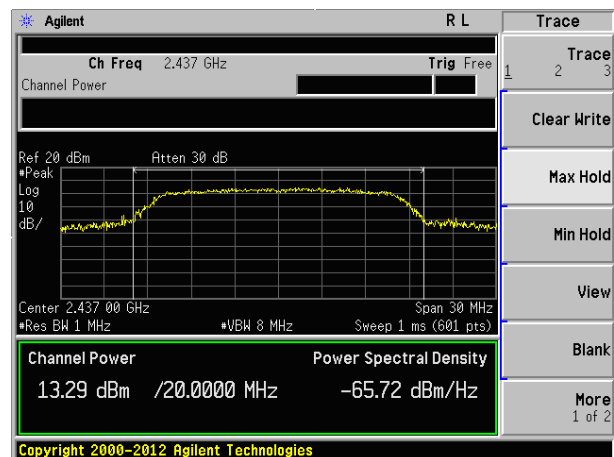 Agilent R L Trace
Ch Freq 2.437 GHz Trig Free
Channel Power
Trace
1 2 3
Clear Write
Ref 20 dBm Atten 30 dB
#Peak
Log
10
dB/
Max Hold
Min Hold
Center 2.437 00 GHz Span 30 MHz
#Res BW 1 MHz #VBW 8 MHz Sweep 1 ms (601 pts)
View
Channel Power Power Spectral Density
13.29 dBm /20.0000 MHz -65.72 dBm/Hz
Blank
More
1 of 2
Copyright 2000-2012 Agilent Technologies